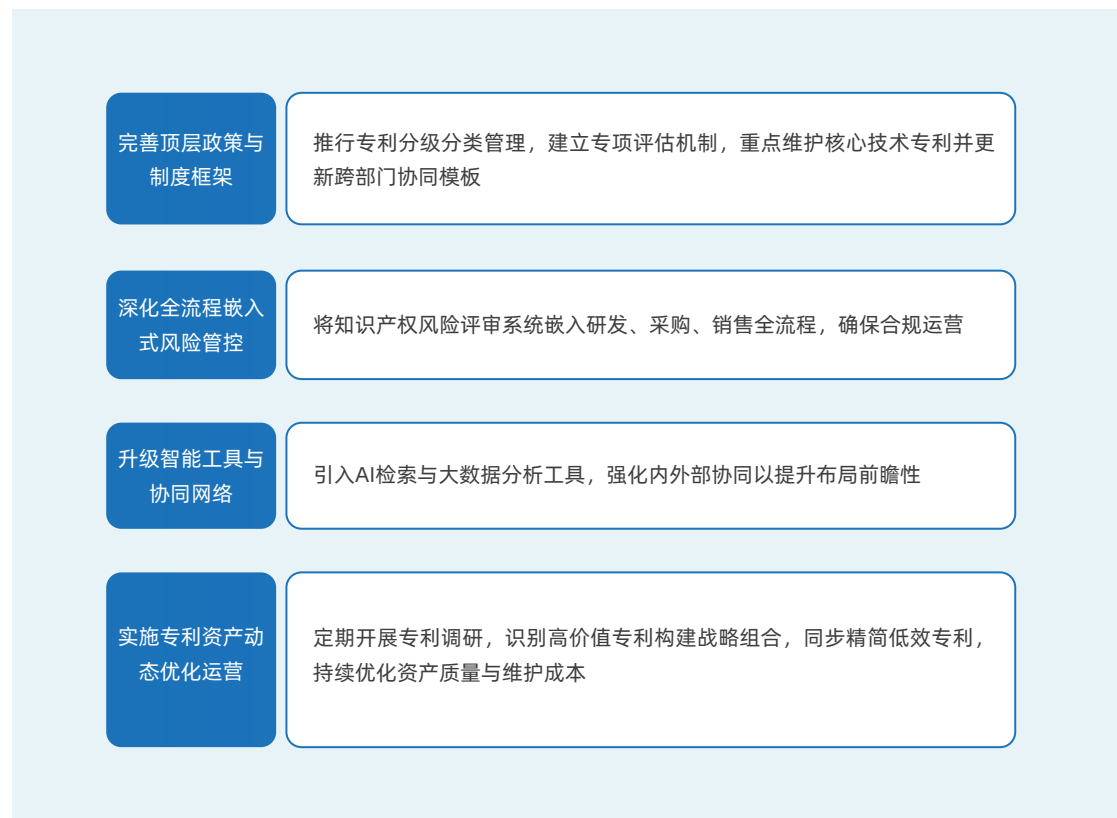 完善顶层政策与
制度框架
推行专利分级分类管理，建立专项评估机制，重点维护核心技术专利并更
新跨部门协同模板
深化全流程嵌入
式风险管控
将知识产权风险评审系统嵌入研发、采购、销售全流程，确保合规运营
升级智能工具与
协同网络
引入AI检索与大数据分析工具，强化内外部协同以提升布局前瞻性
实施专利资产动
态优化运营
定期开展专利调研，识别高价值专利构建战略组合，同步精简低效专利，
持续优化资产质量与维护成本